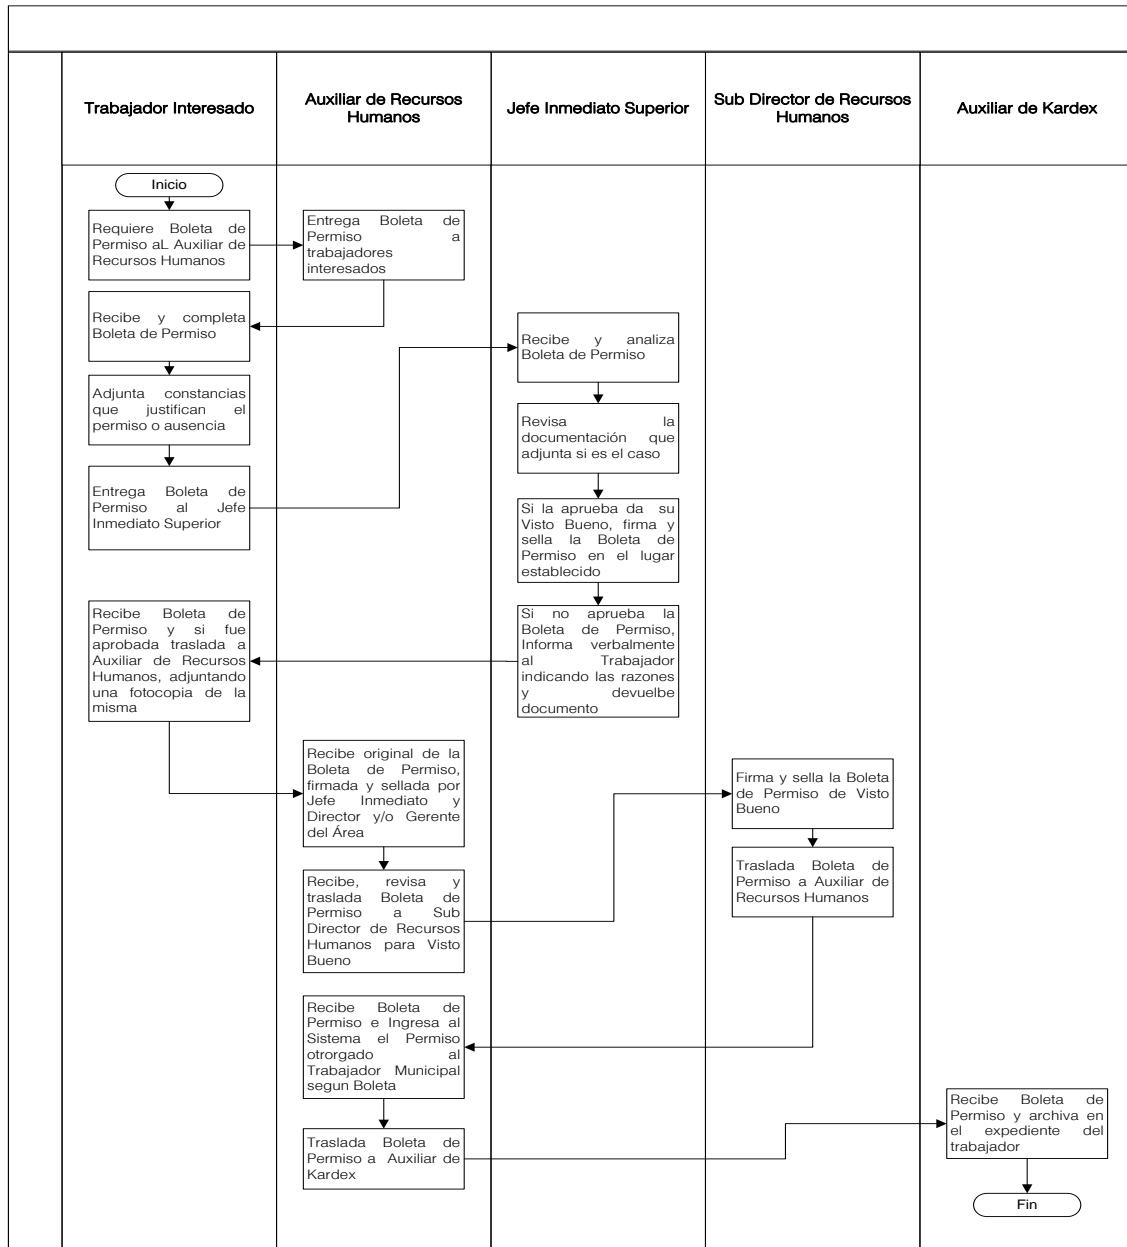 Trabajador Interesado
Auxiliar de Recursos
Humanos
Jefe Inmediato Superior
Sub Director de Recursos
Humanos
Auxiliar de Kardex
Inicio
Requiere Boleta de
Permiso aL Auxiliar de
Recursos Humanos
Entrega Boleta de
Permiso a
trabajadores
interesados
Recibe y completa
Boleta de Permiso
Adjunta constancias
que justifican el
permiso o ausencia
Entrega Boleta de
Permiso al Jefe
Inmediato Superior
Recibe y analiza
Boleta de Permiso
Revisa la
documentación que
adjunta si es el caso
Si la aprueba da su
Visto Bueno, firma y
sella la Boleta de
Permiso en el lugar
establecido
Si no aprueba la
Boleta de Permiso,
Informa verbalmente
al Trabajador
indicando las razones
y devuelbe
documento
Recibe Boleta de
Permiso y si fue
aprobada traslada a
Auxiliar de Recursos
Humanos, adjuntando
una fotocopia de la
misma
Recibe original de la
Boleta de Permiso,
firmada y sellada por
Jefe Inmediato y
Director y/o Gerente
del Área
Recibe, revisa y
traslada Boleta de
Permiso a Sub
Director de Recursos
Humanos para Visto
Bueno
Firma y sella la Boleta
de Permiso de Visto
Bueno
Traslada Boleta de
Permiso a Auxiliar de
Recursos Humanos
Recibe Boleta de
Permiso e Ingresa al
Sistema el Permiso
otrorgado al
Trabajador Municipal
segun Boleta
Traslada Boleta de
Permiso a Auxiliar de
Kardex
Recibe Boleta de
Permiso y archiva en
el expediente del
trabajador
Fin